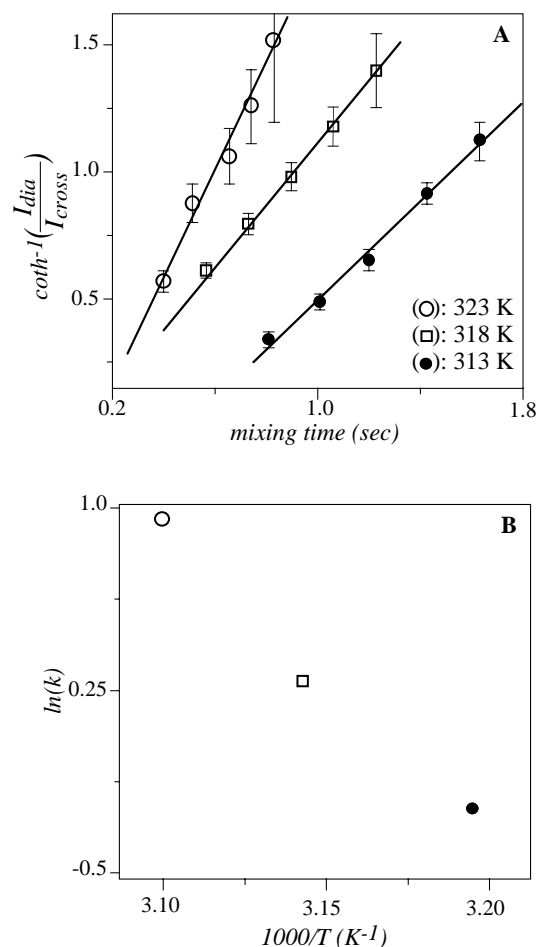 A
1.5
1.0
0.5
coth-1(Idia/Icross)
(○): 323 K
(□): 318 K
(●): 313 K
0.2
1.0
1.8
mixing time (sec)
B
1.0
0.25
-0.5
ln(k)
3.10
3.15
3.20
1000/T (K-1)